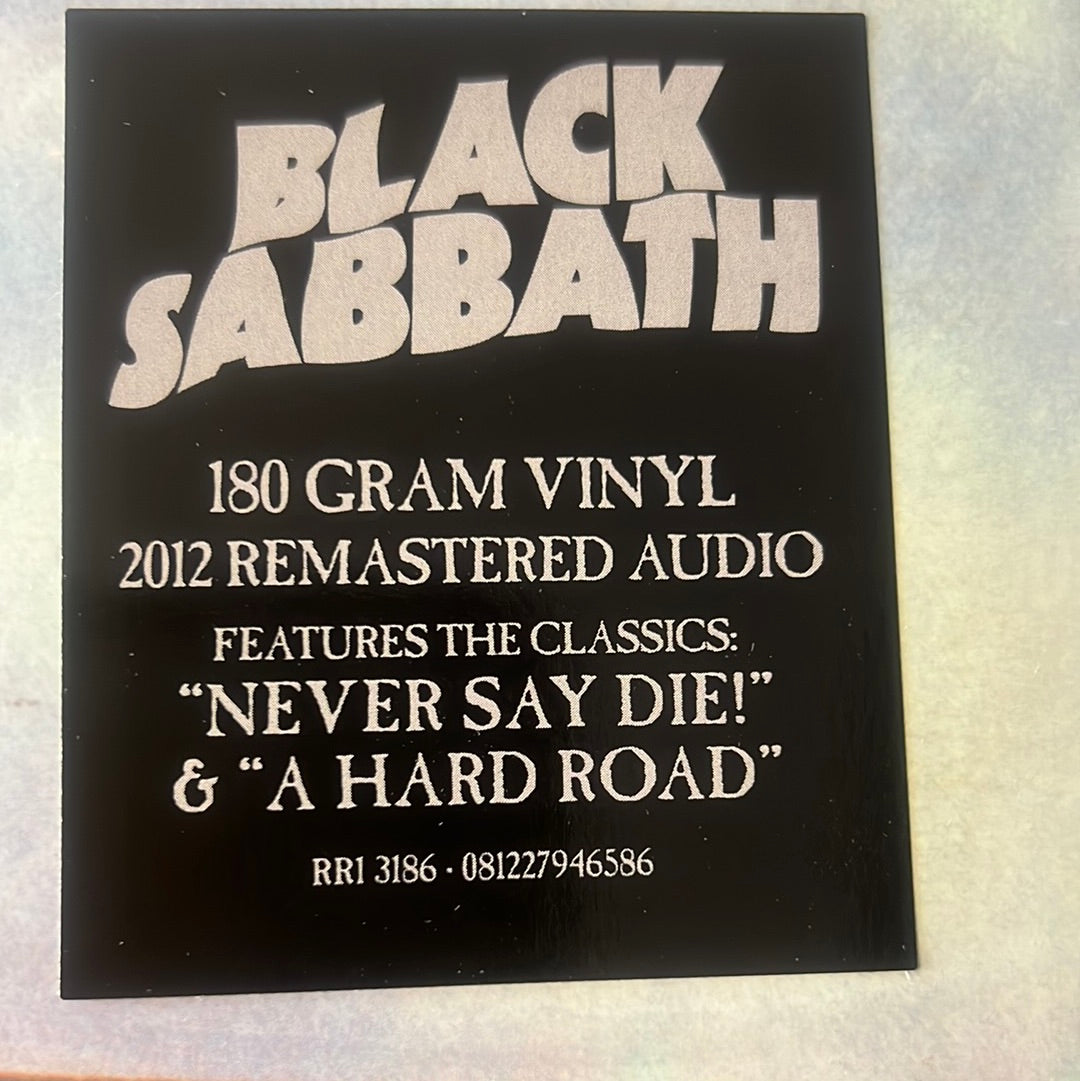 BLACK
SABBATH
180 GRAM VINYL
2012 REMASTERED AUDIO
FEATURES THE CLASSICS:
“NEVER SAY DIE!”
& “A HARD ROAD”
RR1 3186 · 081227946586